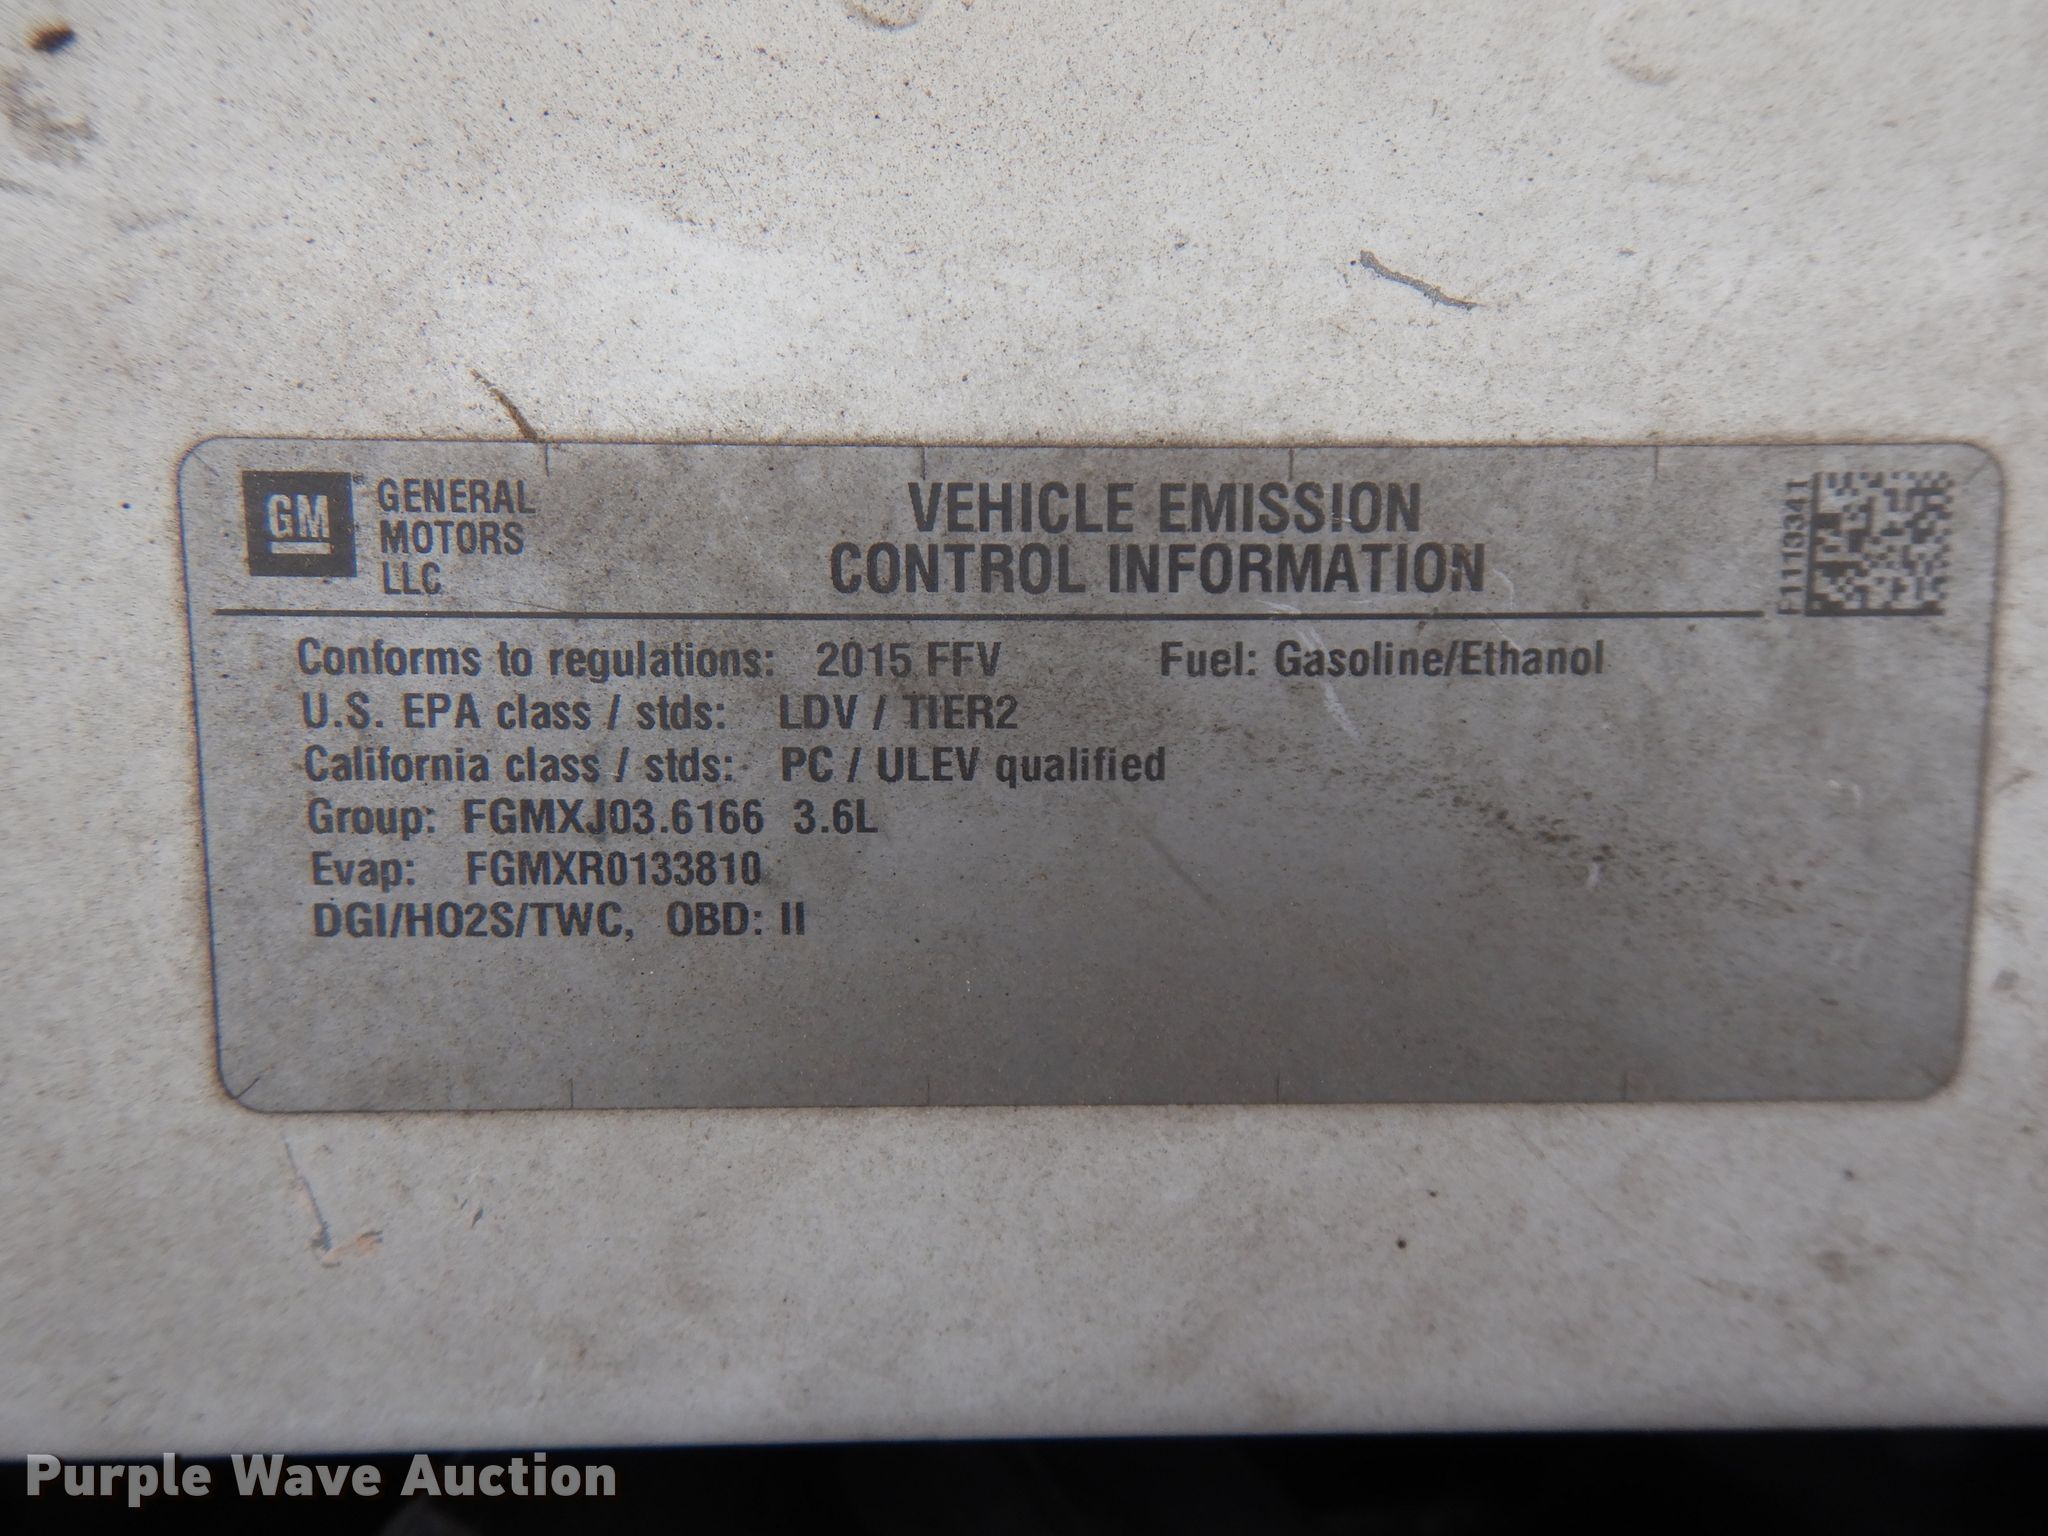 GM
GENERAL
MOTORS
LLC
VEHICLE EMISSION
CONTROL INFORMATION
F1113341
Conforms to regulations: 2015 FFV Fuel: Gasoline/Ethanol
U.S. EPA class / stds: LDV / TIER2
California class / stds: PC / ULEV qualified
Group: FGMXJ03.6166 3.6L
Evap: FGMXR0133810
DGI/HO2S/TWC, OBD: II
Purple Wave Auction